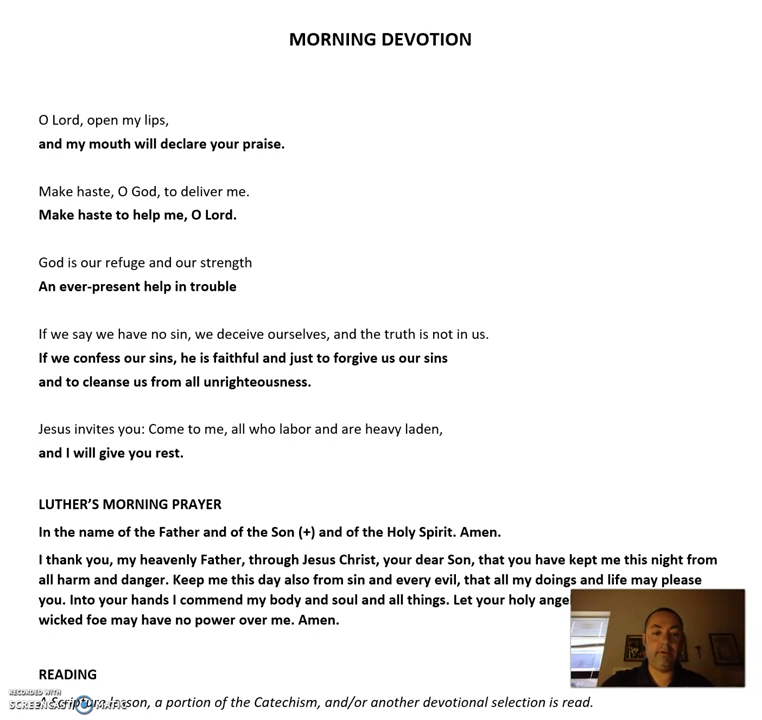 MORNING DEVOTION
O Lord, open my lips,
and my mouth will declare your praise.
Make haste, O God, to deliver me.
Make haste to help me, O Lord.
God is our refuge and our strength
An ever-present help in trouble
If we say we have no sin, we deceive ourselves, and the truth is not in us.
If we confess our sins, he is faithful and just to forgive us our sins
and to cleanse us from all unrighteousness.
Jesus invites you: Come to me, all who labor and are heavy laden,
and I will give you rest.
LUTHER’S MORNING PRAYER
In the name of the Father and of the Son (+) and of the Holy Spirit. Amen.
I thank you, my heavenly Father, through Jesus Christ, your dear Son, that you have kept me this night from
all harm and danger. Keep me this day also from sin and every evil, that all my doings and life may please
you. Into your hands I commend my body and soul and all things. Let your holy
wicked foe may have no power over me. Amen.
READING
A Scripture lesson, a portion of the Catechism, and/or another devotional selection is read.
RECORDED WITH
SCREENCAST-O-MATIC